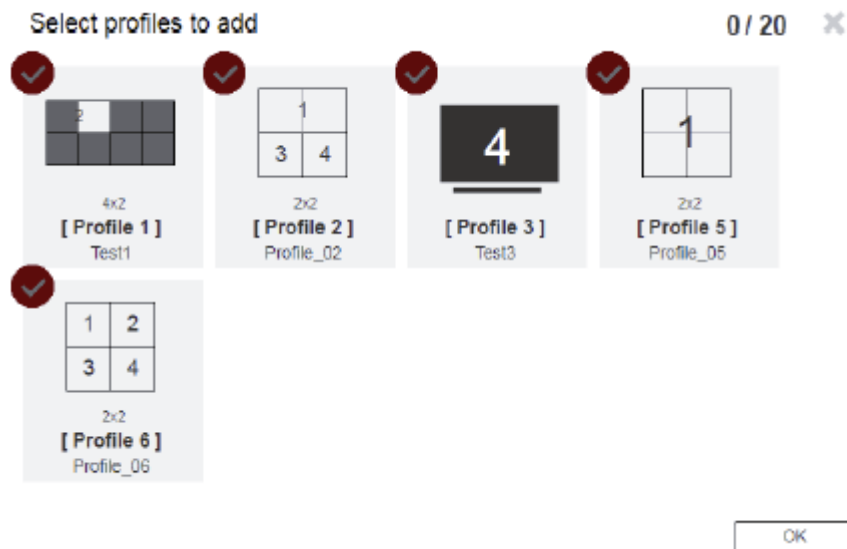 Select profiles to add
0 / 20
2
4x2
[ Profile 1 ]
Test1
1
3 4
2x2
[ Profile 2 ]
Profile_02
4
[ Profile 3 ]
Test3
1
2x2
[ Profile 5 ]
Profile_05
1 2
3 4
2x2
[ Profile 6 ]
Profile_06
OK